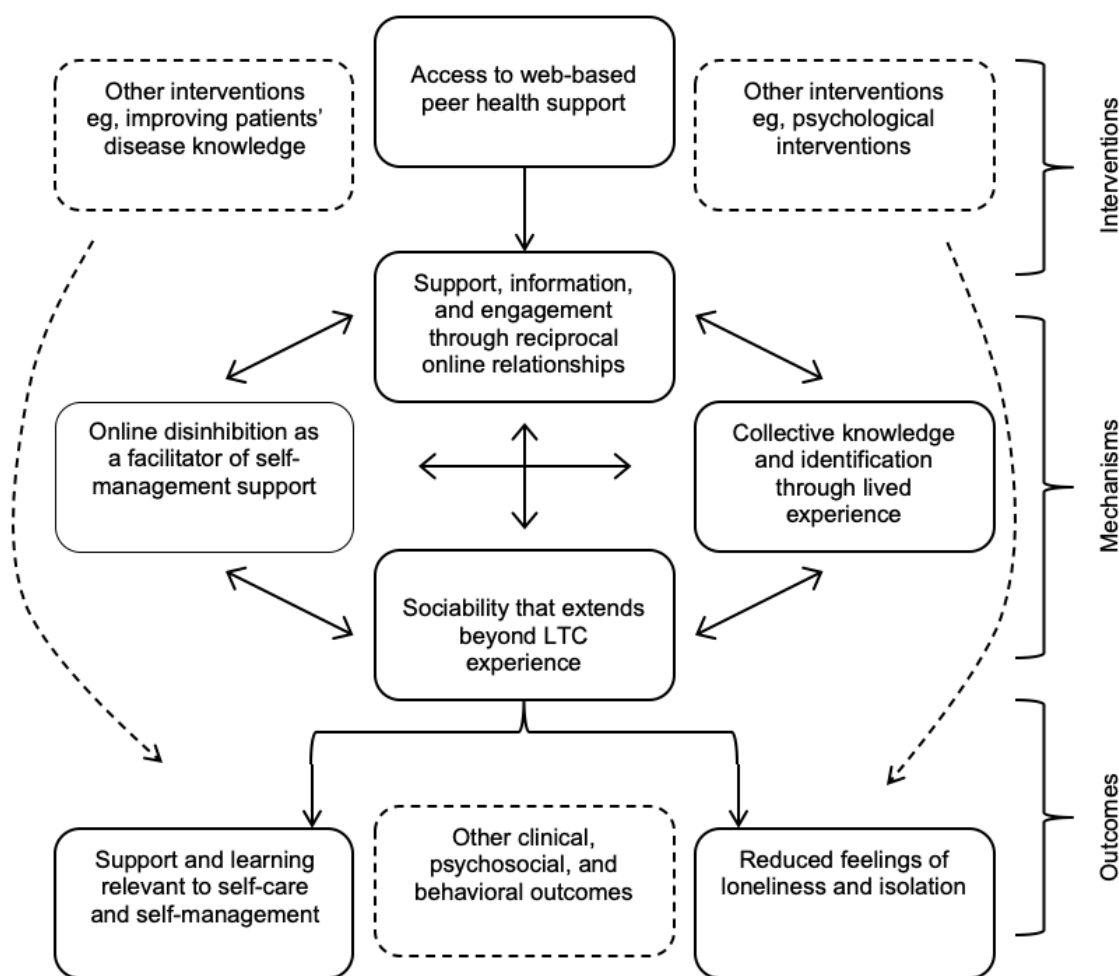 Access to web-based
peer health support
Other interventions
eg, improving patients'
disease knowledge
Other interventions
eg, psychological
interventions
Interventions
Support, information,
and engagement
through reciprocal
online relationships
Online disinhibition as
a facilitator of self-
management support
Collective knowledge
and identification
through lived
experience
Mechanisms
Sociability that extends
beyond LTC
experience
Support and learning
relevant to self-care
and self-management
Other clinical,
psychosocial, and
behavioral outcomes
Reduced feelings of
loneliness and isolation
Outcomes